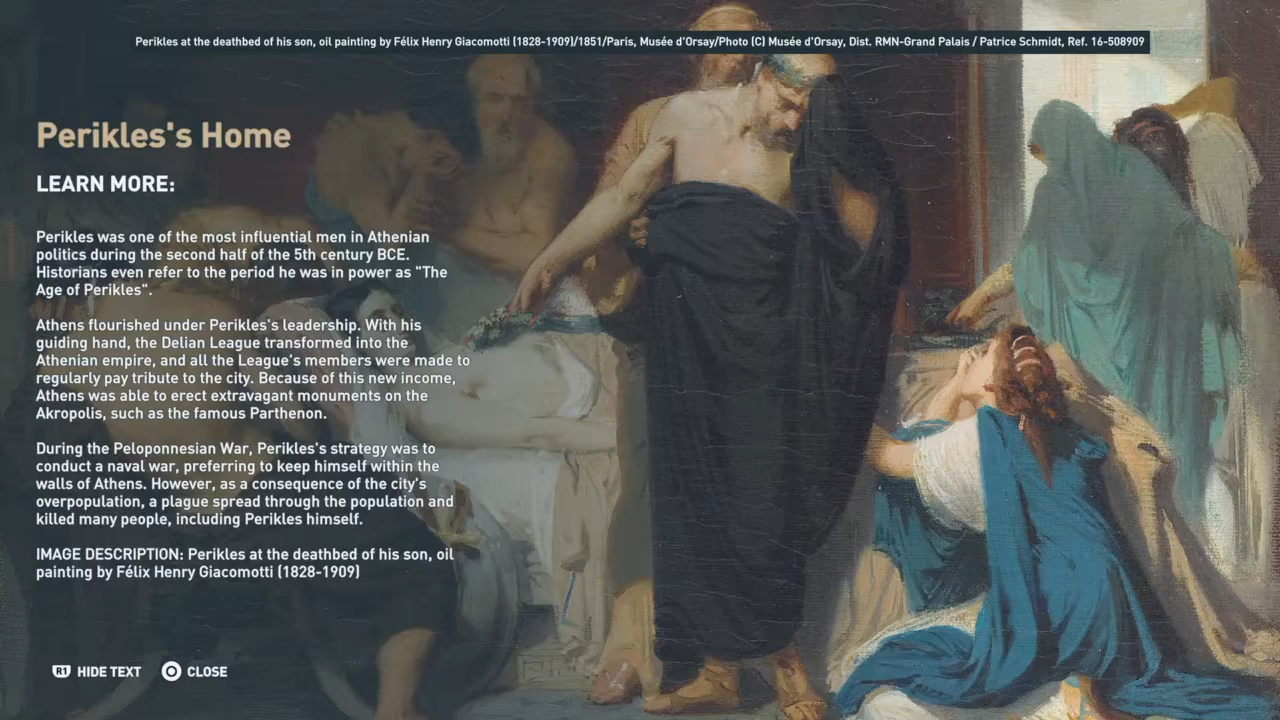 Perikles at the deathbed of his son, oil painting by Félix Henry Giacomotti (1828-1909)/1851/Paris, Musée d'Orsay/Photo (C) Musée d'Orsay, Dist. RMN-Grand Palais / Patrice Schmidt, Ref. 16-508909
Perikles's Home
LEARN MORE:
Perikles was one of the most influential men in Athenian
politics during the second half of the 5th century BCE.
Historians even refer to the period he was in power as "The
Age of Perikles".
Athens flourished under Perikles's leadership. With his
guiding hand, the Delian League transformed into the
Athenian empire, and all the League's members were made to
regularly pay tribute to the city. Because of this new income,
Athens was able to erect extravagant monuments on the
Akropolis, such as the famous Parthenon.
During the Peloponnesian War, Perikles's strategy was to
conduct a naval war, preferring to keep himself within the
walls of Athens. However, as a consequence of the city's
overpopulation, a plague spread through the population and
killed many people, including Perikles himself.
IMAGE DESCRIPTION: Perikles at the deathbed of his son, oil
painting by Félix Henry Giacomotti (1828-1909)
R1 HIDE TEXT CLOSE